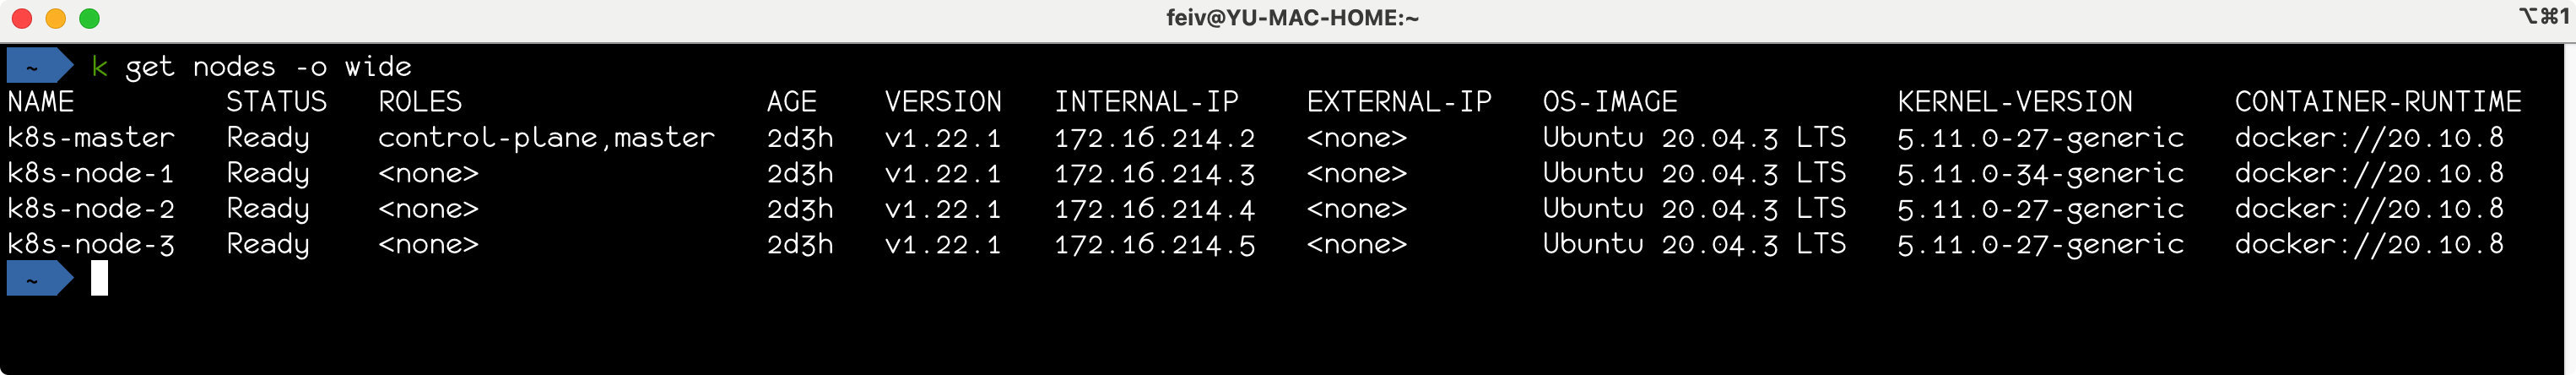 feiv@YU-MAC-HOME:~ ⌥⌘1
~ k get nodes -o wide
NAME STATUS ROLES AGE VERSION INTERNAL-IP EXTERNAL-IP OS-IMAGE KERNEL-VERSION CONTAINER-RUNTIME
k8s-master Ready control-plane,master 2d3h v1.22.1 172.16.214.2 <none> Ubuntu 20.04.3 LTS 5.11.0-27-generic docker://20.10.8
k8s-node-1 Ready <none> 2d3h v1.22.1 172.16.214.3 <none> Ubuntu 20.04.3 LTS 5.11.0-34-generic docker://20.10.8
k8s-node-2 Ready <none> 2d3h v1.22.1 172.16.214.4 <none> Ubuntu 20.04.3 LTS 5.11.0-27-generic docker://20.10.8
k8s-node-3 Ready <none> 2d3h v1.22.1 172.16.214.5 <none> Ubuntu 20.04.3 LTS 5.11.0-27-generic docker://20.10.8
~